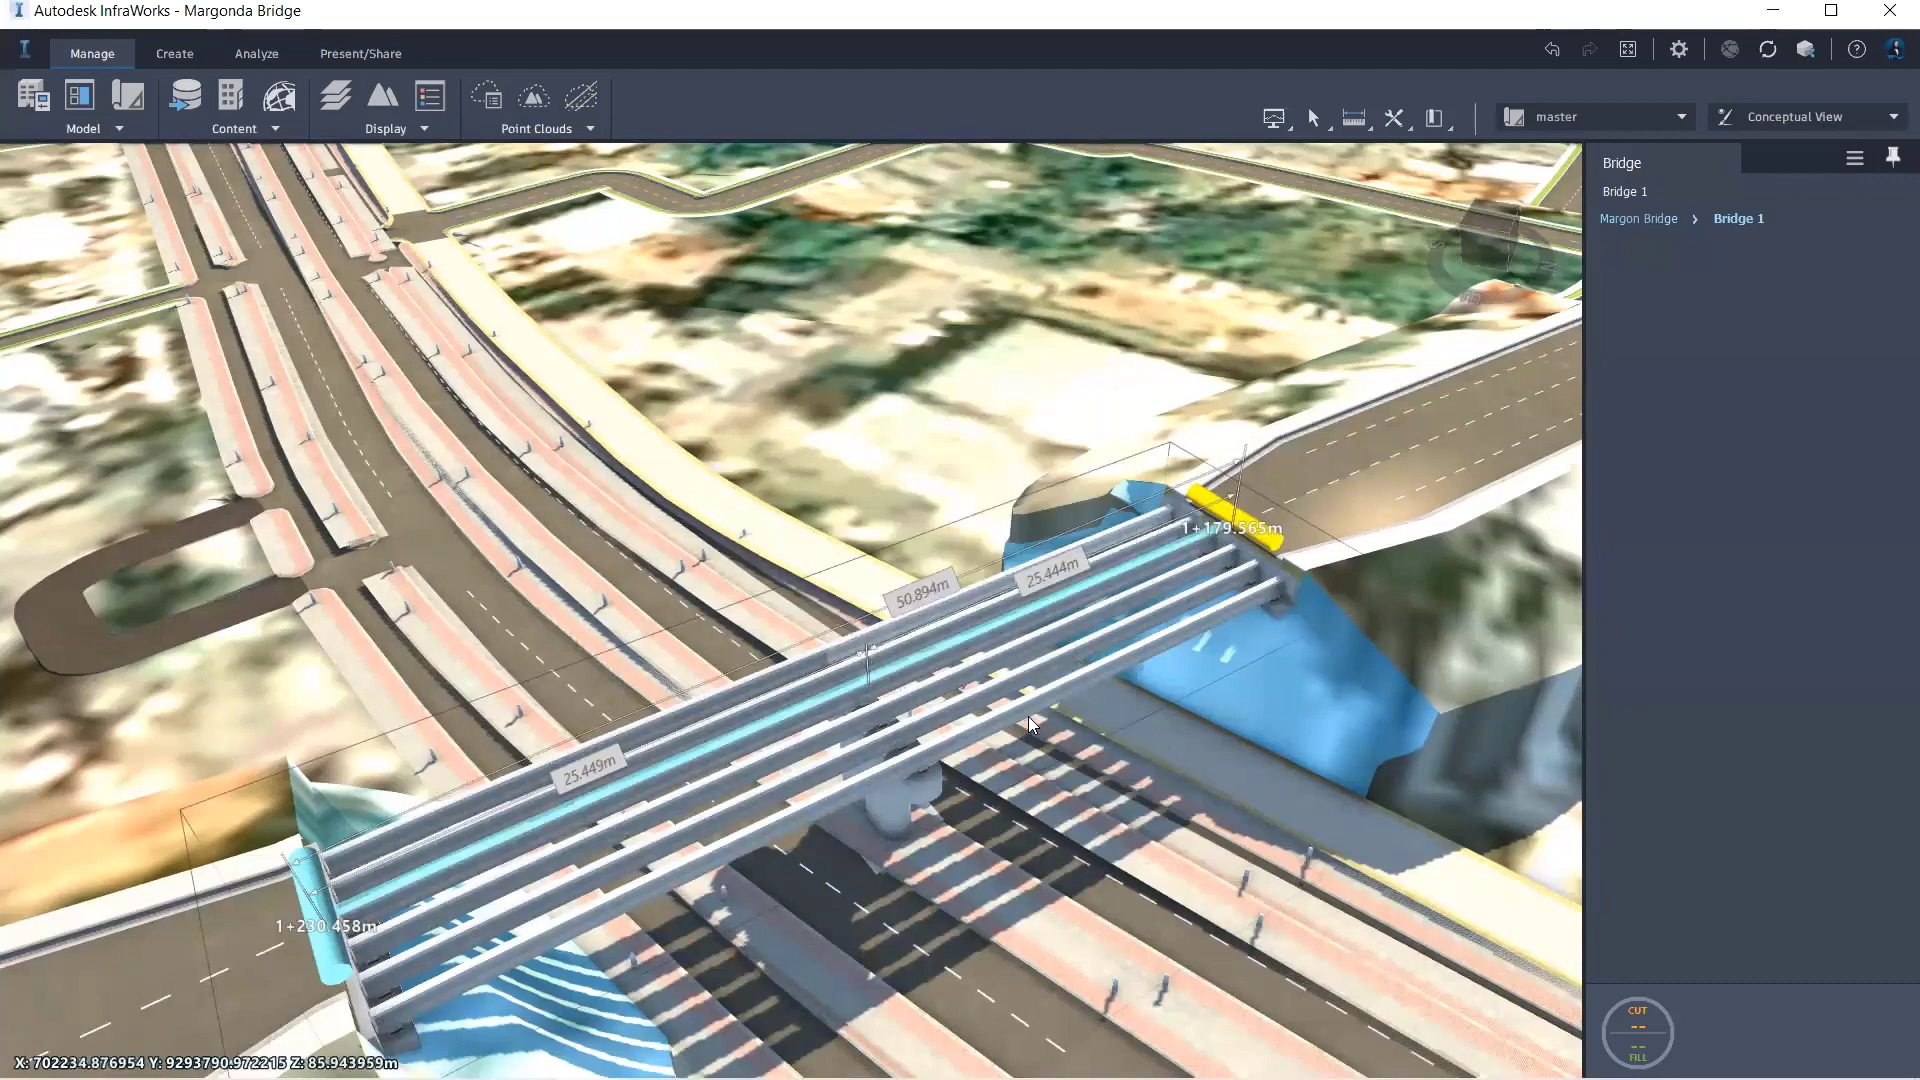 Autodesk InfraWorks - Margonda Bridge
Manage
Create
Analyze
Present/Share
Model
Content
Display
Point Clouds
master
Conceptual View
Bridge
Bridge 1
Margon Bridge > Bridge 1
1+179.565m
50.894m
25.444m
25.449m
1+230.458m
CUT
--
--
FILL
X: 702234.876954 Y: 9293790.972215 Z: 85.943959m